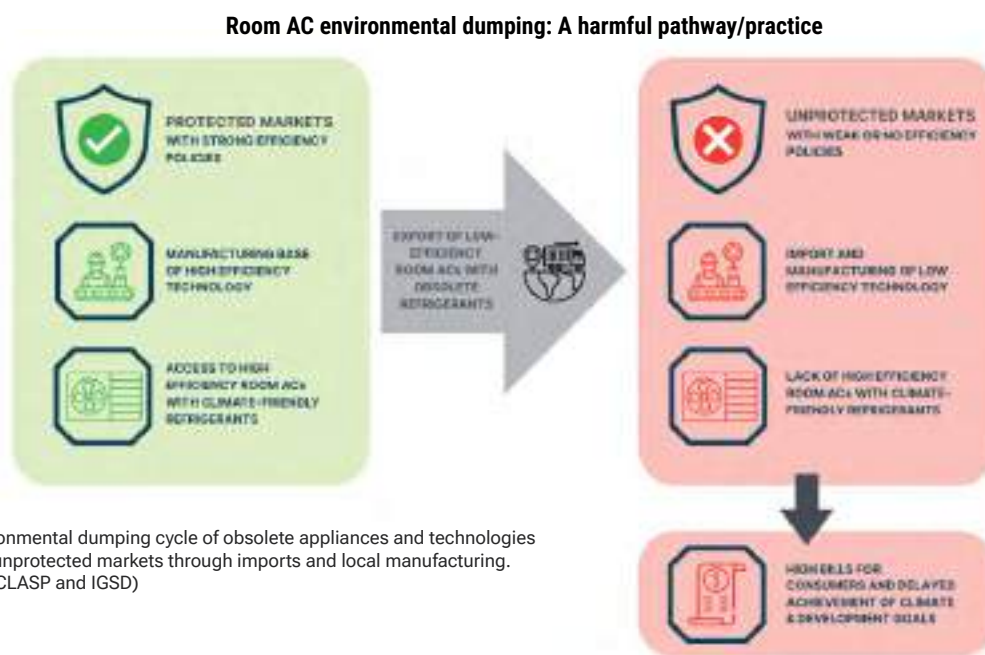 Room AC environmental dumping: A harmful pathway/practice
PROTECTED MARKETS
WITH STRONG EFFICIENCY
POLICIES
MANUFACTURING BASE
OF HIGH EFFICIENCY
TECHNOLOGY
ACCESS TO HIGH
EFFICIENCY ROOM ACs
WITH CLIMATE-FRIENDLY
REFRIGERANTS
EXPORT OF LOW-
EFFICIENCY
ROOM ACs WITH
OBSOLETE
REFRIGERANTS
UNPROTECTED MARKETS
WITH WEAK OR NO EFFICIENCY
POLICIES
IMPORT AND
MANUFACTURING OF LOW
EFFICIENCY TECHNOLOGY
LACK OF HIGH EFFICIENCY
ROOM ACs WITH CLIMATE-
FRIENDLY REFRIGERANTS
HIGH BILLS FOR
CONSUMERS AND DELAYED
ACHIEVEMENT OF CLIMATE
& DEVELOPMENT GOALS
onmental dumping cycle of obsolete appliances and technologies
unprotected markets through imports and local manufacturing.
CLASP and IGSD)